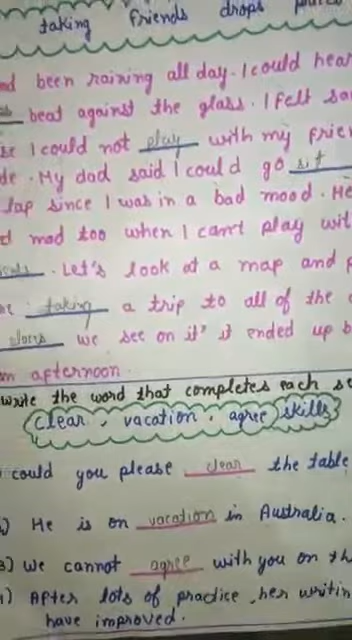 taking friends drops
been raining all day. I could hear
beat against the glass. I felt
I could not play with my
My dad said I could go sit
lap since I was in a bad mood. He
mad too when I can't play
Let's look at a map and
taking a trip to all of the
places we see on it" it ended up
afternoon.
write the word that completes each
clear, vacation, agree, skills
could you please clear the table
He is on vacation in Australia.
3) We cannot agree with you on
After lots of practice, her
have improved.